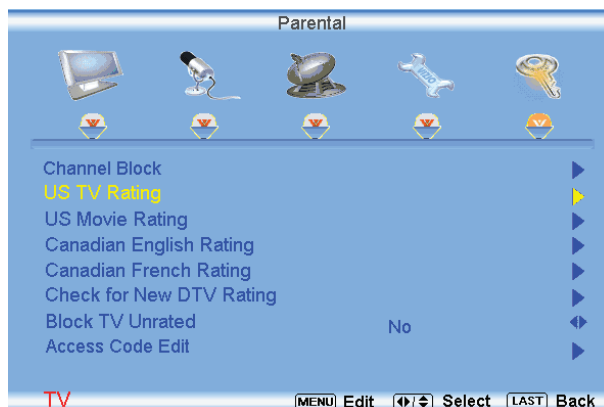 Parental
Channel Block
US TV Rating
US Movie Rating
Canadian English Rating
Canadian French Rating
Check for New DTV Rating
Block TV Unrated No
Access Code Edit
TV MENU Edit Select LAST Back